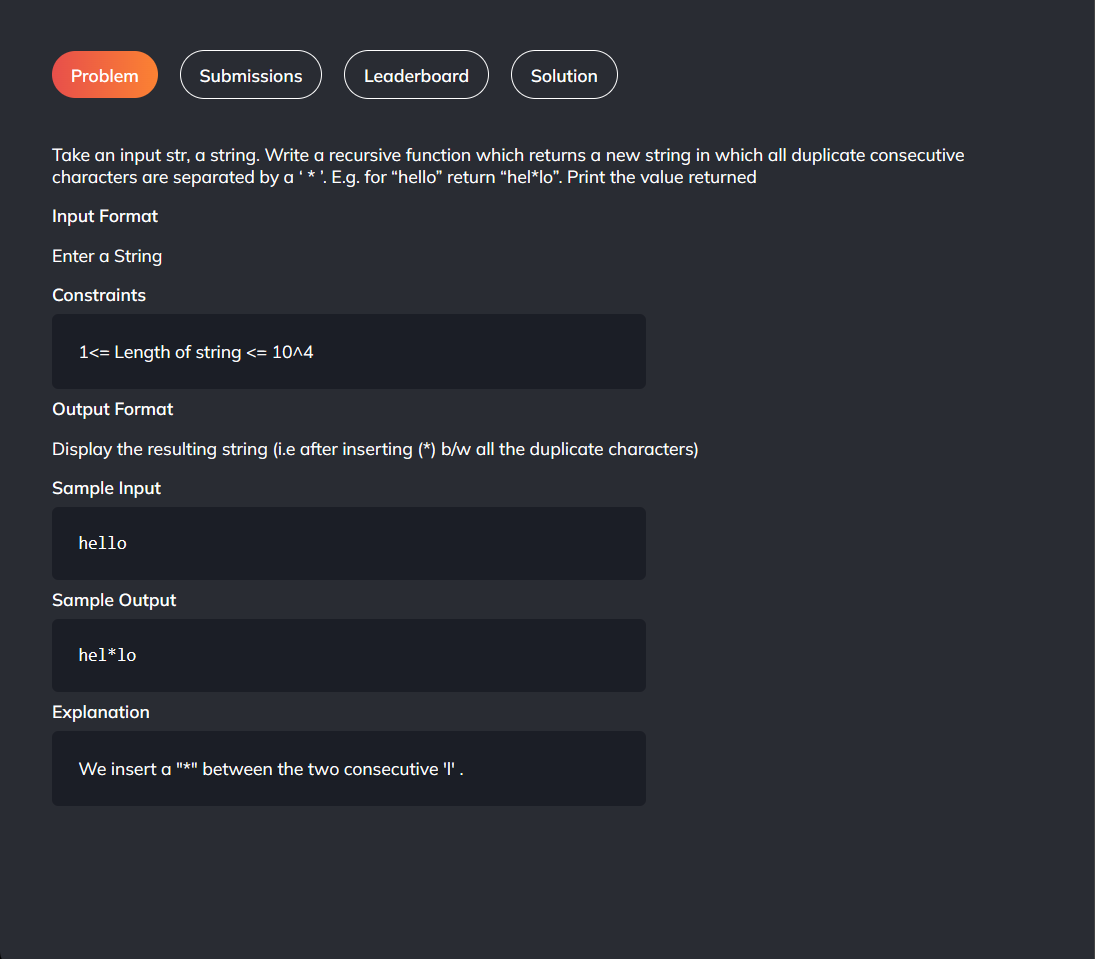 Problem
Submissions
Leaderboard
Solution
Take an input str, a string. Write a recursive function which returns a new string in which all duplicate consecutive
characters are separated by a ‘ * ’. E.g. for “hello” return “hel*lo”. Print the value returned
Input Format
Enter a String
Constraints
1<= Length of string <= 10^4
Output Format
Display the resulting string (i.e after inserting (*) b/w all the duplicate characters)
Sample Input
hello
Sample Output
hel*lo
Explanation
We insert a "*" between the two consecutive 'l' .